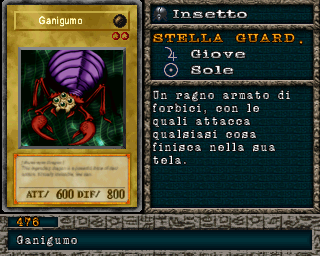 Ganigumo
ATT/ 600 DIF/ 800
Insetto
STELLA GUARD.
Giove
Sole
Un ragno armato di
forbici, con le
quali attacca
qualsiasi cosa
finisca nella sua
tela.
476
Ganigumo